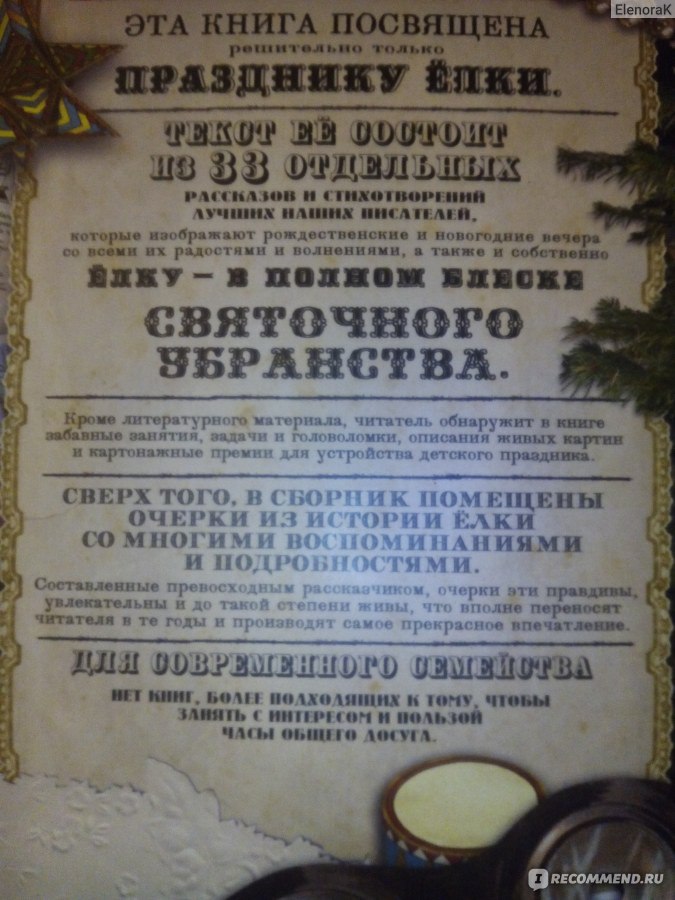 ElenoraK
ЭТА КНИГА ПОСВЯЩЕНА
решительно только
ПРАЗДНИКУ ЁЛКИ.
ТЕКСТ ЕЁ СОСТОИТ
ИЗ 33 ОТДЕЛЬНЫХ
РАССКАЗОВ И СТИХОТВОРЕНИЙ
ЛУЧШИХ НАШИХ ПИСАТЕЛЕЙ,
которые изображают рождественские и новогодние вечера
со всеми их радостями и волнениями, а также и собственно
ЁЛКУ – В ПОЛНОМ БЛЕСКЕ
СВЯТОЧНОГО
УБРАНСТВА.
Кроме литературного материала, читатель обнаружит в книге
забавные занятия, задачи и головоломки, описания живых картин
и картонажные премии для устройства детского праздника.
СВЕРХ ТОГО, В СБОРНИК ПОМЕЩЕНЫ
ОЧЕРКИ ИЗ ИСТОРИИ ЁЛКИ
СО МНОГИМИ ВОСПОМИНАНИЯМИ
И ПОДРОБНОСТЯМИ.
Составленные превосходным рассказчиком, очерки эти правдивы,
увлекательны и до такой степени живы, что вполне переносят
читателя в те годы и производят самое прекрасное впечатление.
ДЛЯ СОВРЕМЕННОГО СЕМЕЙСТВА
НЕТ КНИГ, БОЛЕЕ ПОДХОДЯЩИХ К ТОМУ, ЧТОБЫ
ЗАНЯТЬ С ИНТЕРЕСОМ И ПОЛЬЗОЙ
ЧАСЫ ОБЩЕГО ДОСУГА.
IRECOMMEND.RU